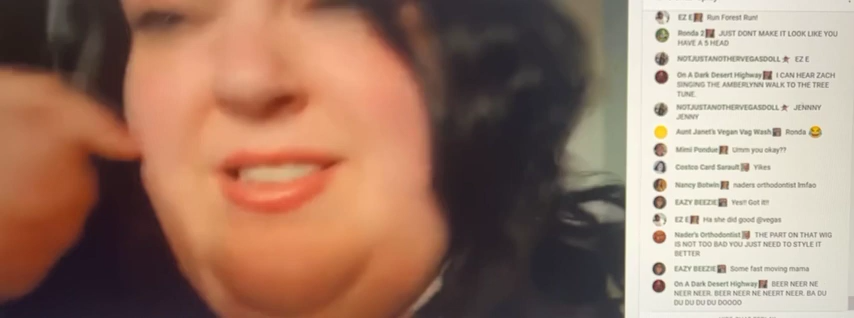 EZ E Run Forest Run!
Ronda 2 JUST DONT MAKE IT LOOK LIKE YOU
HAVE A 5 HEAD
NOTJUSTANOTHERVEGASDOLL★ EZ E
On A Dark Desert Highway I CAN HEAR ZACH
SINGING THE AMBERLYNN WALK TO THE TREE
TUNE.
NOTJUSTANOTHERVEGASDOLL★ JENNNY
JENNY
Aunt Janet's Vegan Vag Wash Ronda 😂
Mimi Pondue Umm you okay??
Costco Card Sarault Yikes
Nancy Botwin naders orthodontist lmfao
EAZY BEEZIE Yes!! Got it!!
EZ E Ha she did good @vegas
Nader's Orthodontist THE PART ON THAT WIG
IS NOT TOO BAD YOU JUST NEED TO STYLE IT
BETTER
EAZY BEEZIE Some fast moving mama
On A Dark Desert Highway BEER NEER NE
NEER NEER. BEER NEER NE NEERT NEER. BA DU
DU DU DU DU DOOOO